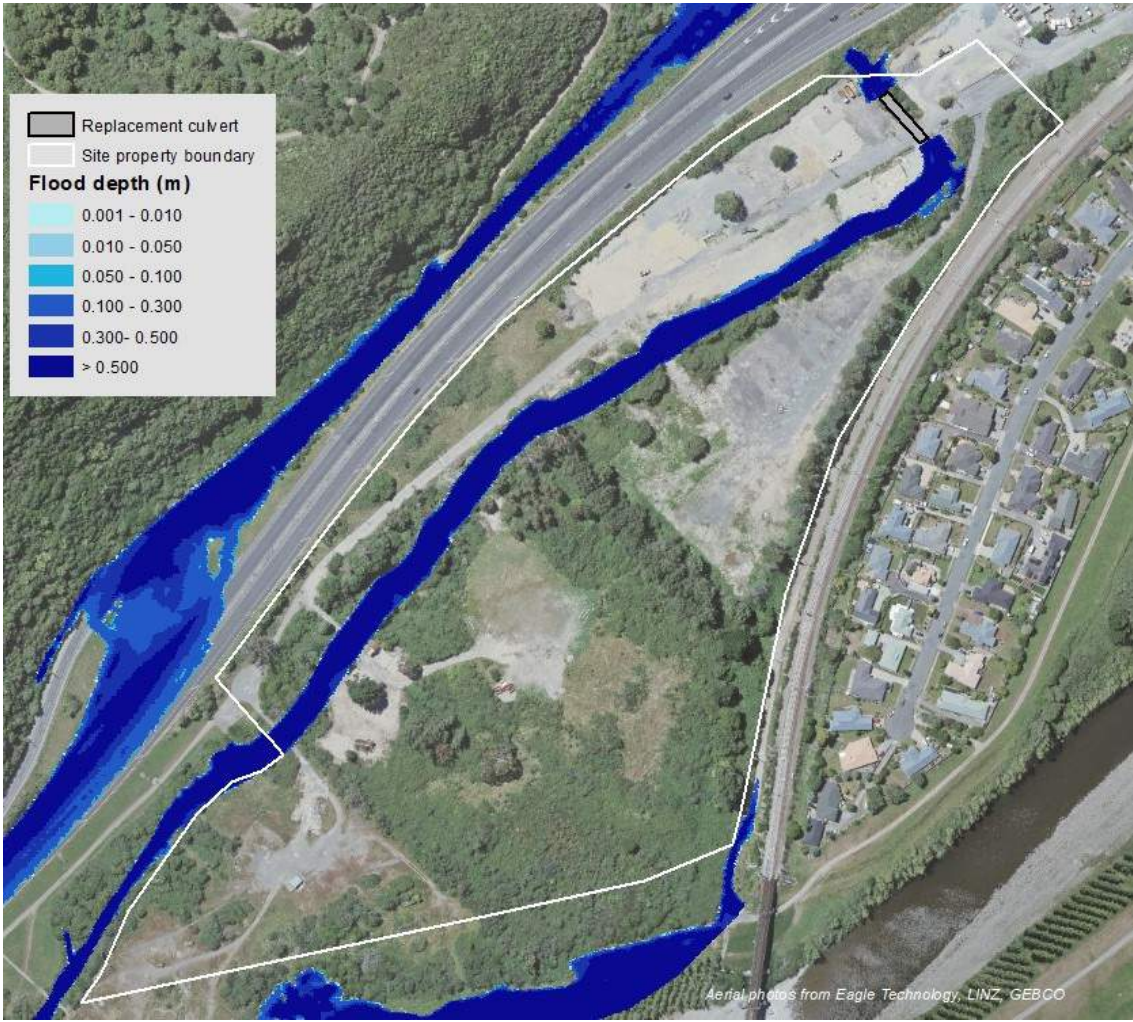 Replacement culvert
Site property boundary
Flood depth (m)
0.001 - 0.010
0.010 - 0.050
0.050 - 0.100
0.100 - 0.300
0.300- 0.500
> 0.500
Aerial photos from Eagle Technology, LINZ, GEBCO